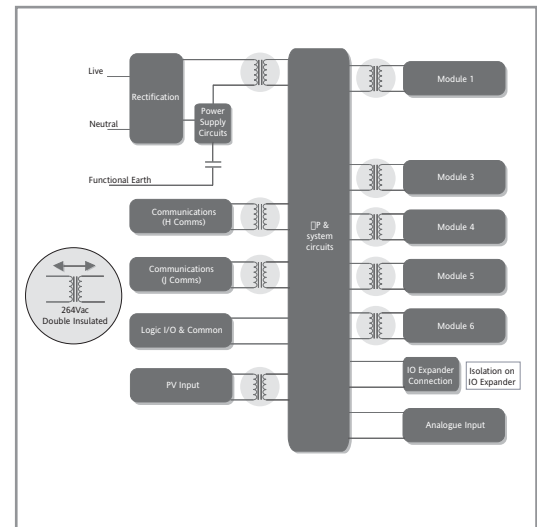 Live
Neutral
Functional Earth
Rectification
Power
Supply
Circuits
Communications
(H Comms)
Communications
(J Comms)
264Vac
Double Insulated
Logic I/O & Common
PV Input
▯P &
system
circuits
Module 1
Module 3
Module 4
Module 5
Module 6
IO Expander
Connection
Isolation on
IO Expander
Analogue Input